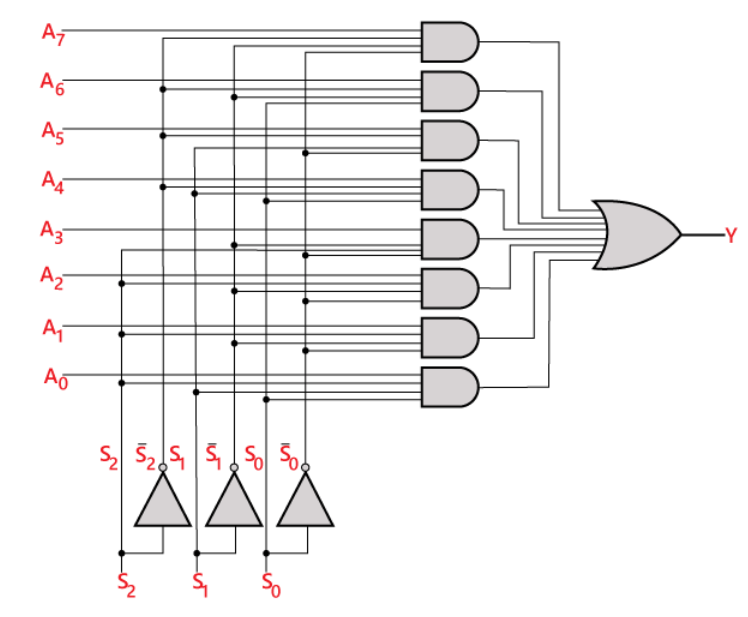 A₇
A₆
A₅
A₄
A₃
A₂
A₁
A₀
Y
S₂ S̅₂ S₁ S̅₁ S₀ S̅₀
S₂ S₁ S₀